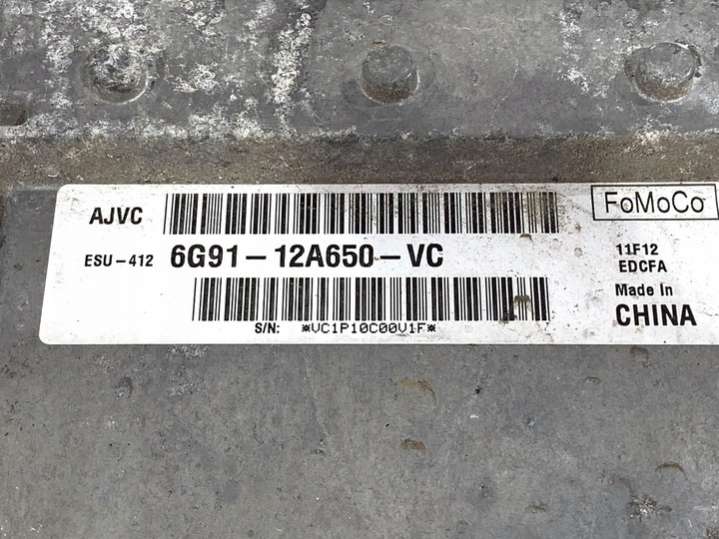 AJVC
FoMoCo
ESU-412 6G91-12A650-VC
11F12
EDCFA
Made In
CHINA
S/N: *VC1P10C00V1F*